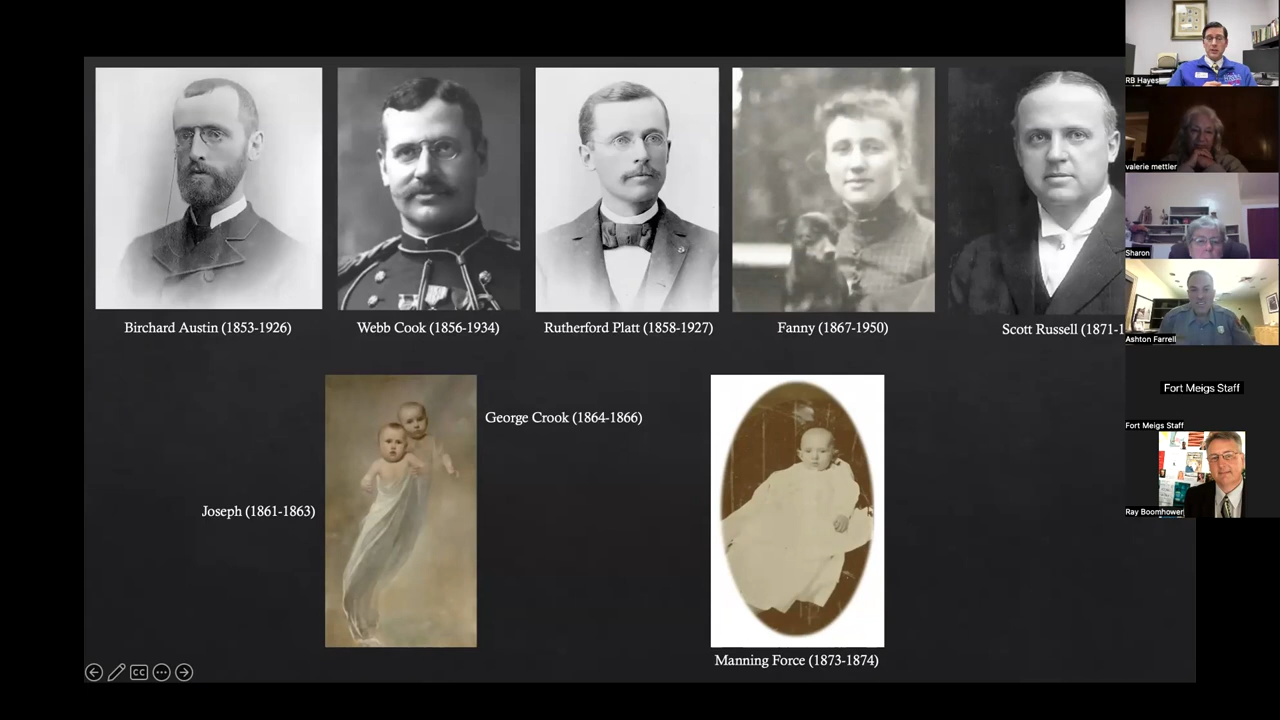 Birchard Austin (1853-1926)
Webb Cook (1856-1934)
Rutherford Platt (1858-1927)
Fanny (1867-1950)
Scott Russell (1871-1
George Crook (1864-1866)
Joseph (1861-1863)
Manning Force (1873-1874)
CC
RB Hayes
valerie mettler
Sharon
Ashton Farrell
Fort Meigs Staff
Fort Meigs Staff
Ray Boomhower